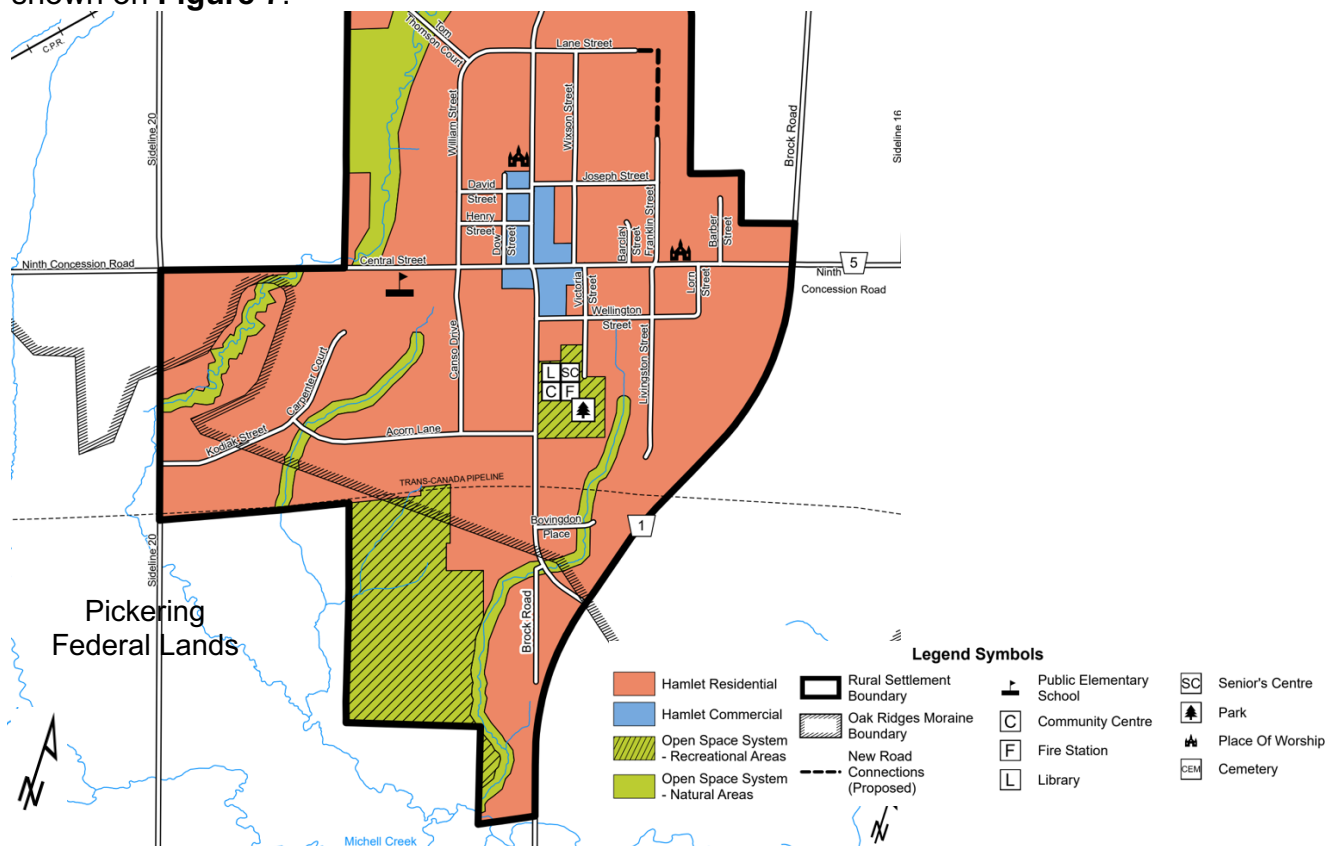 shown on Figure 7.
C.P.R.
Tom
Thomson Court
Lane Street
Sideline 20
William Street
Wixson Street
Brock Road
Sideline 16
David
Street
Joseph Street
Henry
Street
Dow
Street
Barclay
Street
Franklin Street
Barber
Street
Ninth Concession Road
Central Street
5
Ninth
Concession Road
Victoria
Street
Lorn
Street
Wellington
Street
Canso Drive
Livingston Street
Carpenter Court
L SC
C F
Kodiak Street
Acorn Lane
TRANS-CANADA PIPELINE
Bovingdon
Place
1
Sideline 20
Pickering
Federal Lands
Brock Road
N
Michell Creek
Legend Symbols
Hamlet Residential
Hamlet Commercial
Open Space System
- Recreational Areas
Open Space System
- Natural Areas
Rural Settlement
Boundary
Oak Ridges Moraine
Boundary
New Road
Connections
(Proposed)
Public Elementary
School
C Community Centre
F Fire Station
L Library
SC Senior's Centre
Park
Place Of Worship
CEM Cemetery
N